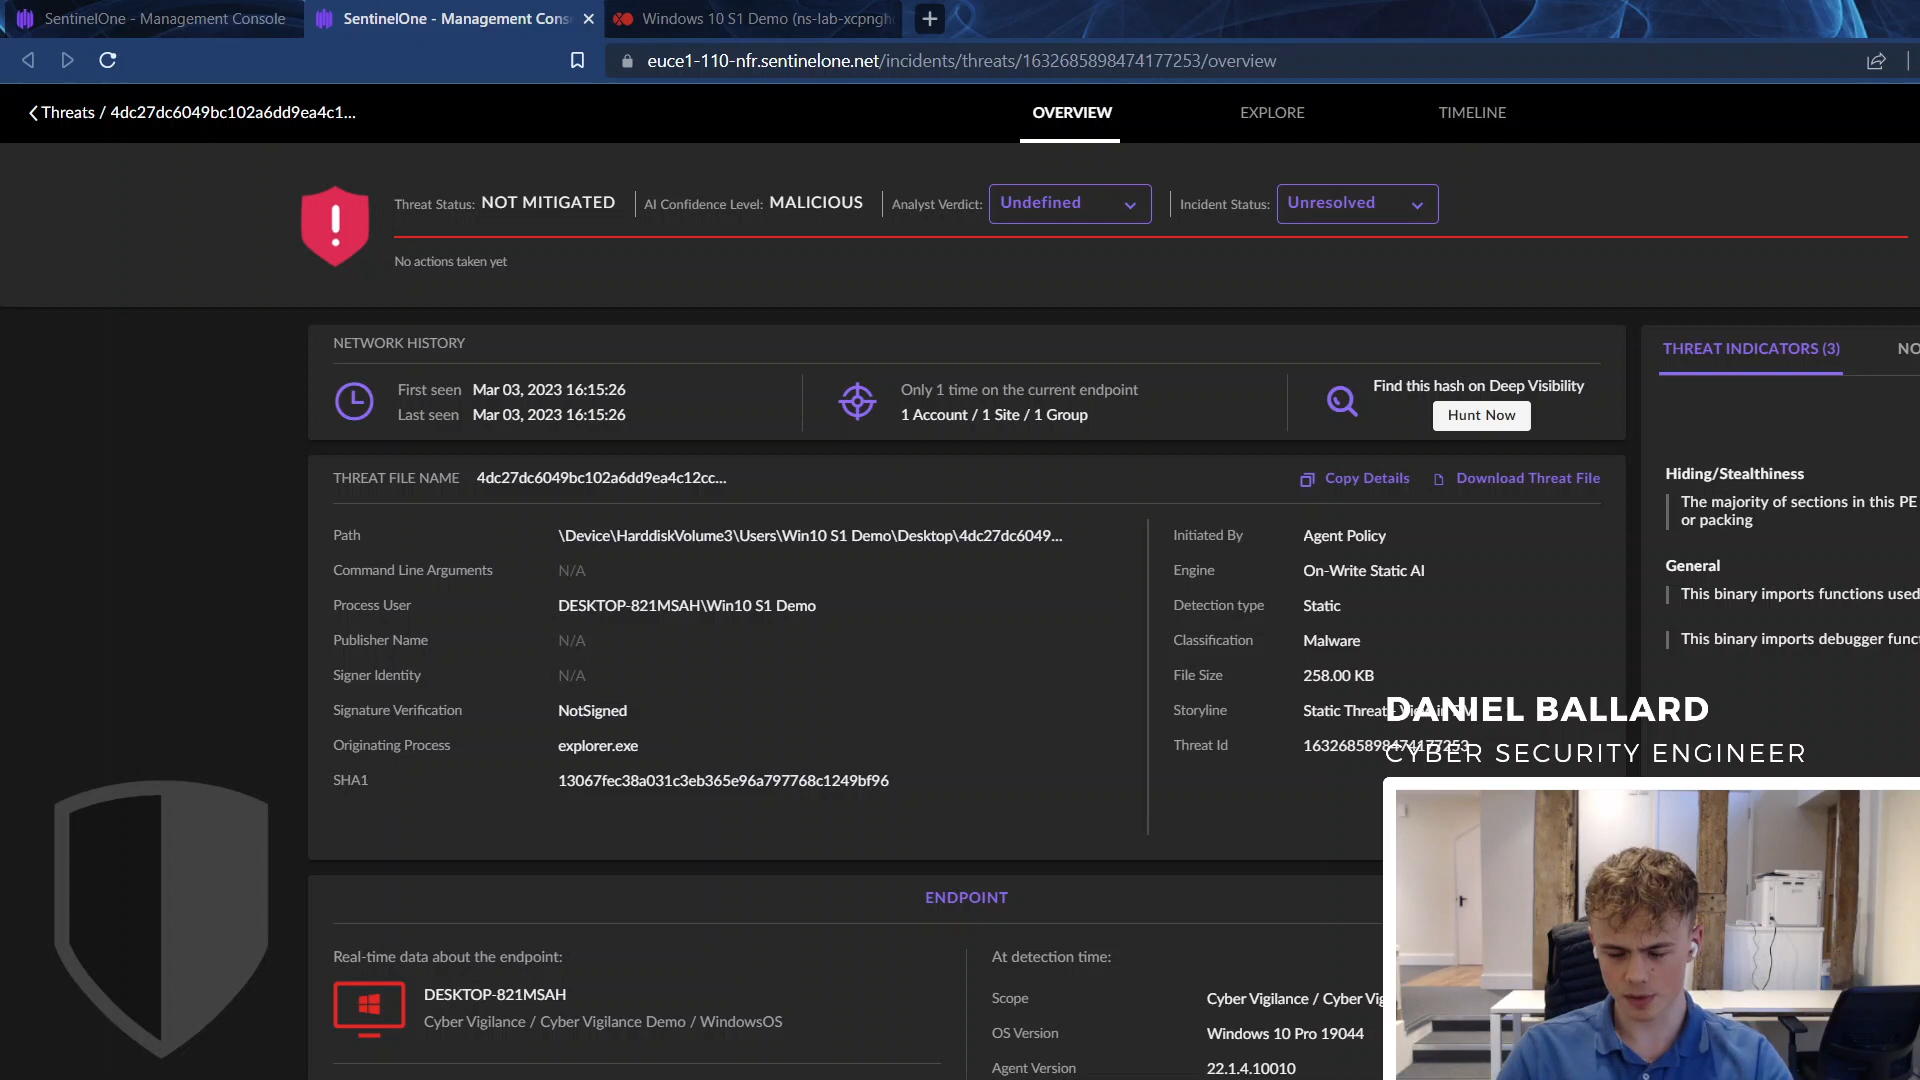 SentinelOne - Management Console
SentinelOne - Management Cons
Windows 10 S1 Demo (ns-lab-xcpngh
euce1-110-nfr.sentinelone.net/incidents/threats/1632685898474177253/overview
Threats / 4dc27dc6049bc102a6dd9ea4c1...
OVERVIEW
EXPLORE
TIMELINE
Threat Status: NOT MITIGATED
AI Confidence Level: MALICIOUS
Analyst Verdict: Undefined
Incident Status: Unresolved
No actions taken yet
NETWORK HISTORY
First seen Mar 03, 2023 16:15:26
Last seen Mar 03, 2023 16:15:26
Only 1 time on the current endpoint
1 Account / 1 Site / 1 Group
Find this hash on Deep Visibility
Hunt Now
THREAT FILE NAME 4dc27dc6049bc102a6dd9ea4c12cc...
Copy Details
Download Threat File
Path \Device\HarddiskVolume3\Users\Win10 S1 Demo\Desktop\4dc27dc6049...
Command Line Arguments N/A
Process User DESKTOP-821MSAH\Win10 S1 Demo
Publisher Name N/A
Signer Identity N/A
Signature Verification NotSigned
Originating Process explorer.exe
SHA1 13067fec38a031c3eb365e96a797768c1249bf96
Initiated By Agent Policy
Engine On-Write Static AI
Detection type Static
Classification Malware
File Size 258.00 KB
Storyline Static Threat
Threat Id 1632685898474177253
THREAT INDICATORS (3)
NO
Hiding/Stealthiness
The majority of sections in this PE
or packing
General
This binary imports functions used
This binary imports debugger funct
DANIEL BALLARD
CYBER SECURITY ENGINEER
ENDPOINT
Real-time data about the endpoint:
DESKTOP-821MSAH
Cyber Vigilance / Cyber Vigilance Demo / WindowsOS
At detection time:
Scope Cyber Vigilance / Cyber Vig
OS Version Windows 10 Pro 19044
Agent Version 22.1.4.10010